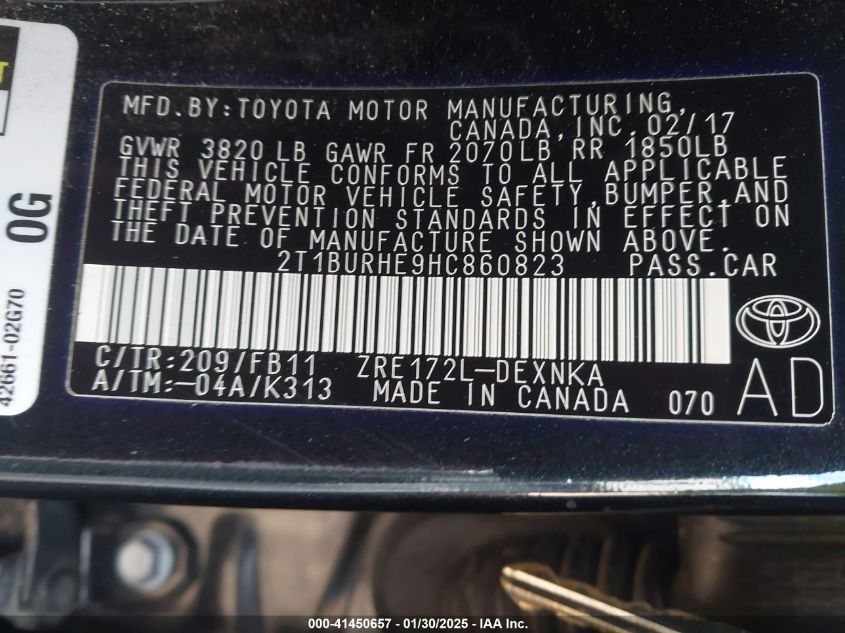 MFD.BY:TOYOTA MOTOR MANUFACTURING,
CANADA,INC.02/17
GVWR 3820 LB GAWR FR 2070LB RR 1850LB
THIS VEHICLE CONFORMS TO ALL APPLICABLE
FEDERAL MOTOR VEHICLE SAFETY,BUMPER,AND
THEFT PREVENTION STANDARDS IN EFFECT ON
THE DATE OF MANUFACTURE SHOWN ABOVE.
2T1BURHE9HC860823 PASS.CAR
C/TR:209/FB11 ZRE172L-DEXNKA
A/TM:-04A/K313 MADE IN CANADA 070 AD
0G
42661-02G70
000-41450657 - 01/30/2025 - IAA Inc.